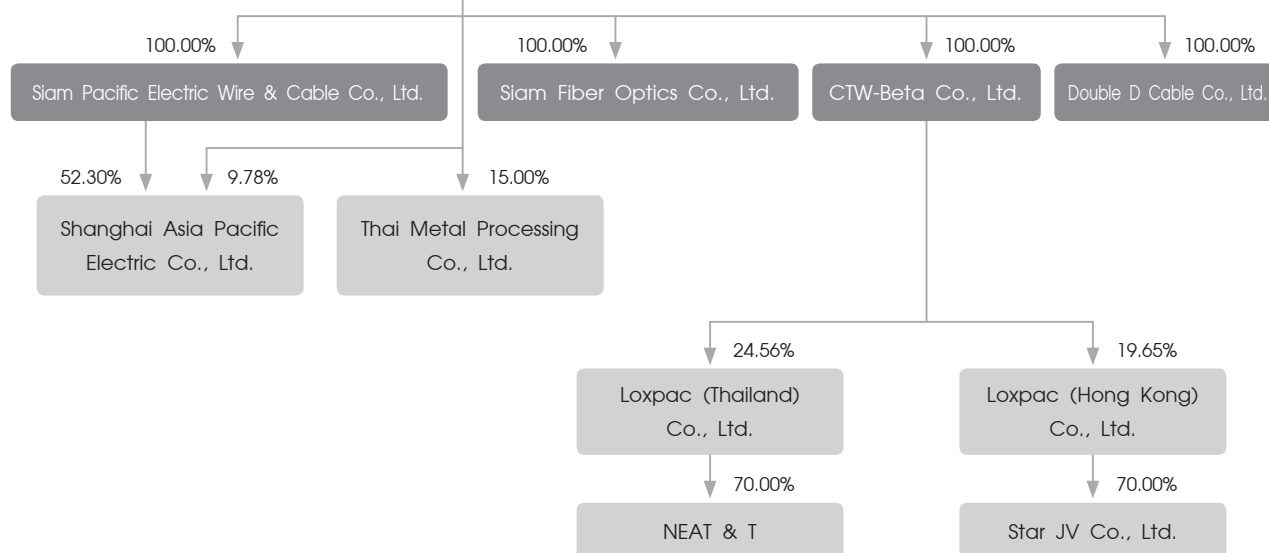 100.00%
100.00%
100.00%
100.00%
Siam Pacific Electric Wire & Cable Co., Ltd.
Siam Fiber Optics Co., Ltd.
CTW-Beta Co., Ltd.
Double D Cable Co., Ltd.
52.30%
9.78%
15.00%
Shanghai Asia Pacific
Electric Co., Ltd.
Thai Metal Processing
Co., Ltd.
24.56%
19.65%
Loxpac (Thailand)
Co., Ltd.
Loxpac (Hong Kong)
Co., Ltd.
70.00%
70.00%
NEAT & T
Star JV Co., Ltd.